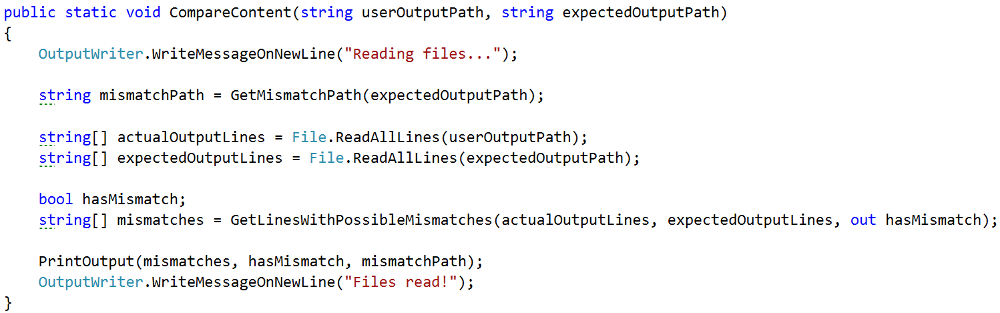 public static void CompareContent(string userOutputPath, string expectedOutputPath)
{
    OutputWriter.WriteMessageOnNewLine("Reading files...");
    string mismatchPath = GetMismatchPath(expectedOutputPath);
    string[] actualOutputLines = File.ReadAllLines(userOutputPath);
    string[] expectedOutputLines = File.ReadAllLines(expectedOutputPath);
    bool hasMismatch;
    string[] mismatches = GetLinesWithPossibleMismatches(actualOutputLines, expectedOutputLines, out hasMismatch);
    PrintOutput(mismatches, hasMismatch, mismatchPath);
    OutputWriter.WriteMessageOnNewLine("Files read!");
}